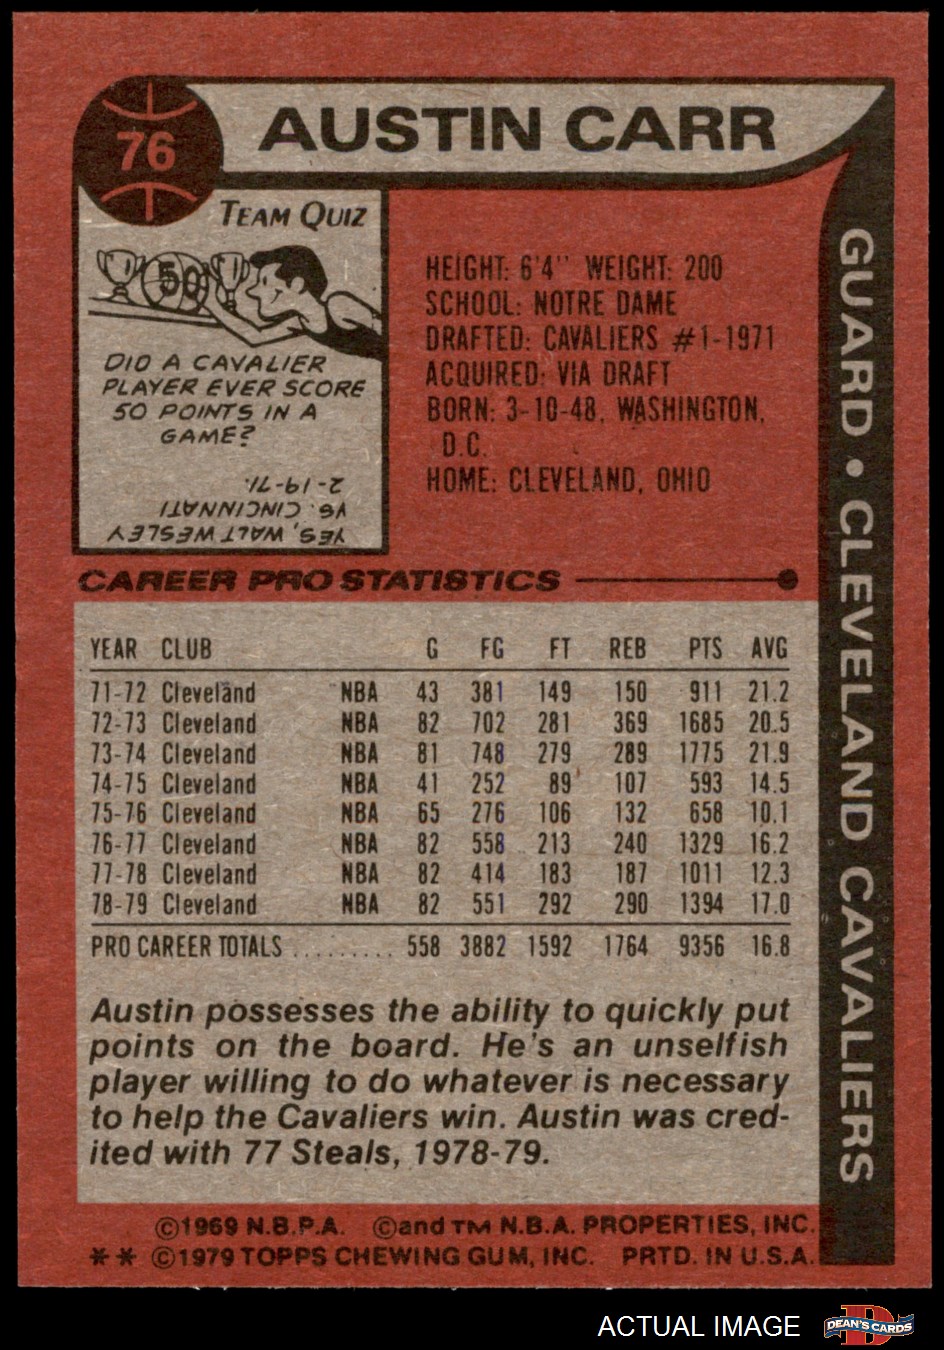 76
AUSTIN CARR
TEAM QUIZ
50
DID A CAVALIER
PLAYER EVER SCORE
50 POINTS IN A
GAME?
YES, WALT WESLEY
VS. CINCINNATI
2-19-71.
HEIGHT: 6'4" WEIGHT: 200
SCHOOL: NOTRE DAME
DRAFTED: CAVALIERS #1-1971
ACQUIRED: VIA DRAFT
BORN: 3-10-48, WASHINGTON,
D.C.
HOME: CLEVELAND, OHIO
GUARD • CLEVELAND CAVALIERS
CAREER PRO STATISTICS
YEAR CLUB G FG FT REB PTS AVG
71-72 Cleveland NBA 43 381 149 150 911 21.2
72-73 Cleveland NBA 82 702 281 369 1685 20.5
73-74 Cleveland NBA 81 748 279 289 1775 21.9
74-75 Cleveland NBA 41 252 89 107 593 14.5
75-76 Cleveland NBA 65 276 106 132 658 10.1
76-77 Cleveland NBA 82 558 213 240 1329 16.2
77-78 Cleveland NBA 82 414 183 187 1011 12.3
78-79 Cleveland NBA 82 551 292 290 1394 17.0
PRO CAREER TOTALS ......... 558 3882 1592 1764 9356 16.8
Austin possesses the ability to quickly put
points on the board. He's an unselfish
player willing to do whatever is necessary
to help the Cavaliers win. Austin was cred-
ited with 77 Steals, 1978-79.
©1969 N.B.P.A. ©and TM N.B.A. PROPERTIES, INC.
** ©1979 TOPPS CHEWING GUM, INC. PRTD. IN U.S.A.
ACTUAL IMAGE
D
DEAN'S CARDS